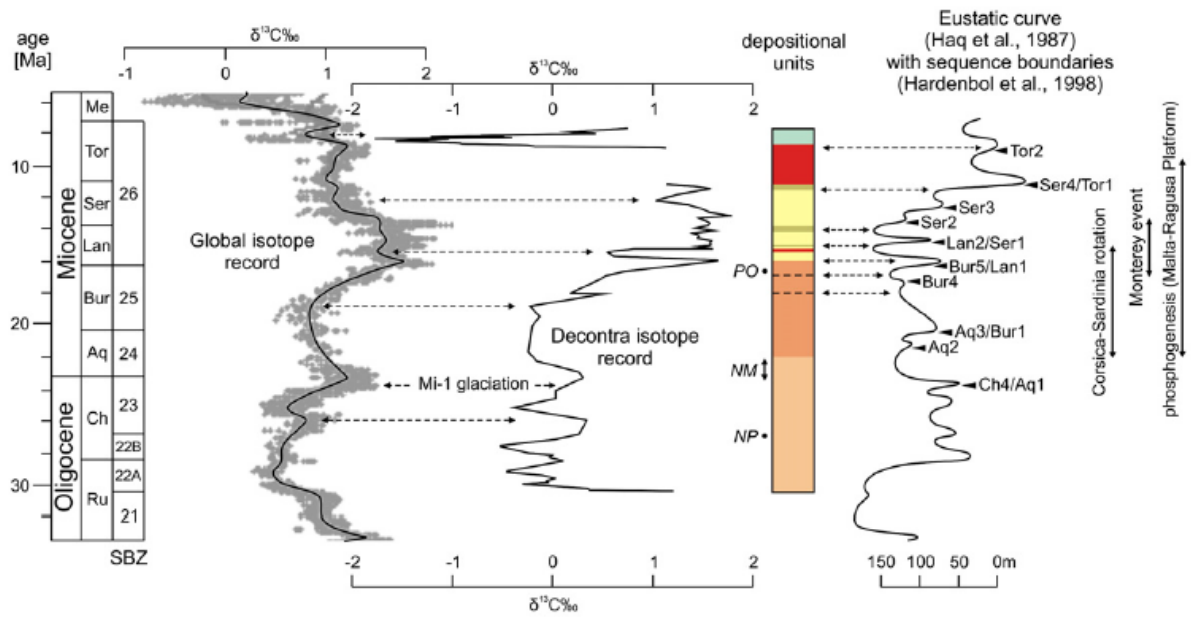 Eustatic curve
(Haq et al., 1987)
with sequence boundaries
(Hardenbol et al., 1998)
age
[Ma]
δ¹³C‰
-1 0 1 2
δ¹³C‰
-2 -1 0 1 2
depositional
units
Me
Tor
Ser
Lan
Bur
Aq
Ch
Ru
Miocene
Oligocene
10
20
30
26
25
24
23
22B
22A
21
SBZ
Global isotope
record
Decontra isotope
record
Mi-1 glaciation
PO
NM
NP
Tor2
Ser4/Tor1
Ser3
Ser2
Lan2/Ser1
Bur5/Lan1
Bur4
Aq3/Bur1
Aq2
Ch4/Aq1
Corsica-Sardinia rotation
Monterey event
phosphogenesis (Malta-Ragusa Platform)
-2 -1 0 1 2
δ¹³C‰
150 100 50 0m